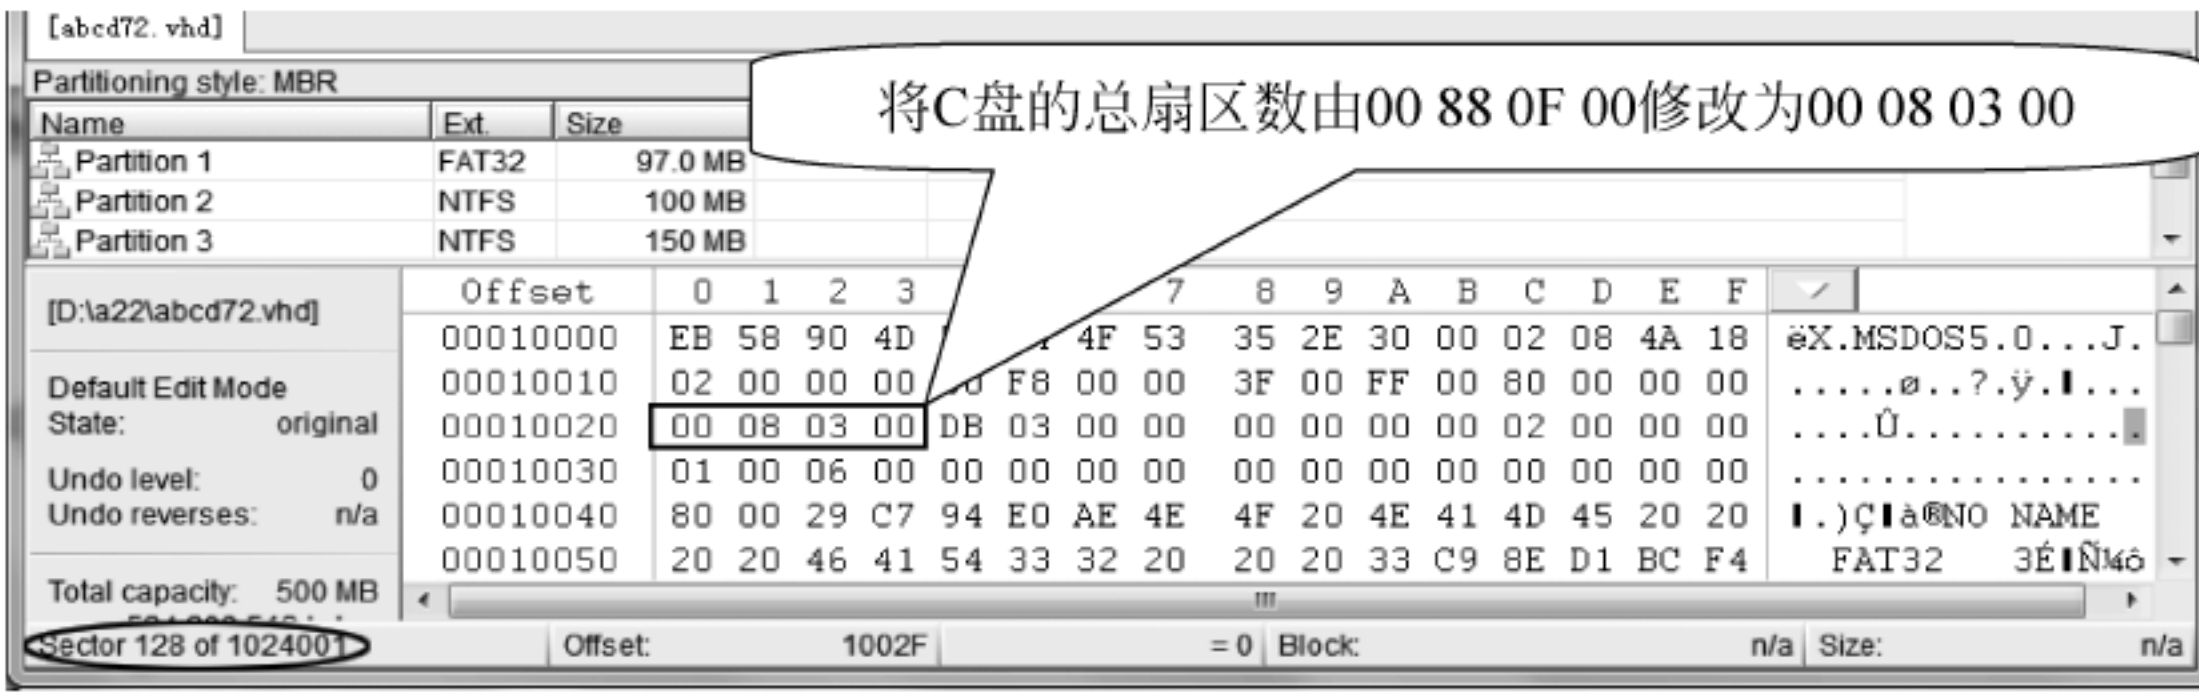 [abcd72. vhd]
Partitioning style: MBR
将C盘的总扇区数由00 88 0F 00修改为00 08 03 00
Name Ext. Size
Partition 1 FAT32 97.0 MB
Partition 2 NTFS 100 MB
Partition 3 NTFS 150 MB
[D:\a22\abcd72.vhd]
Default Edit Mode
State: original
Undo level: 0
Undo reverses: n/a
Total capacity: 500 MB
Offset 0 1 2 3 7 8 9 A B C D E F
00010000 EB 58 90 4D 4F 53 35 2E 30 00 02 08 4A 18 ëX.MSDOS5.0...J.
00010010 02 00 00 00 F8 00 00 3F 00 FF 00 80 00 00 00 .....ø..?.ÿ.▮...
00010020 00 08 03 00 DB 03 00 00 00 00 00 00 02 00 00 00 ....Û...........
00010030 01 00 06 00 00 00 00 00 00 00 00 00 00 00 00 00 ................
00010040 80 00 29 C7 94 E0 AE 4E 4F 20 4E 41 4D 45 20 20 ▮.)Ç▮à®NO NAME
00010050 20 20 46 41 54 33 32 20 20 20 33 C9 8E D1 BC F4 FAT32 3É▮Ñ¼ô
Sector 128 of 1024001 Offset: 1002F = 0 Block: n/a Size: n/a